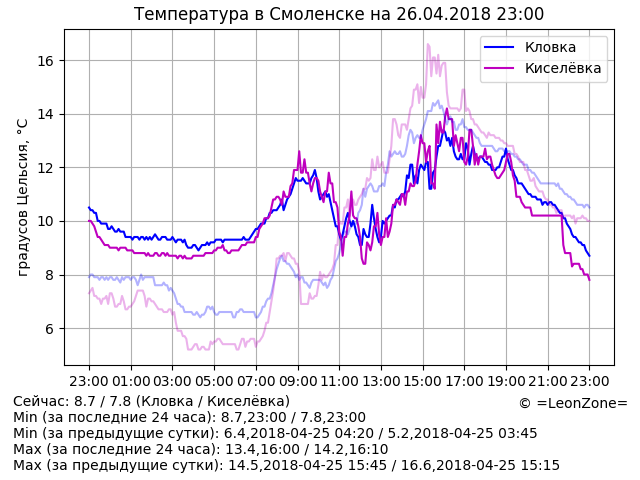 Температура в Смоленске на 26.04.2018 23:00
градусов Цельсия, °C
16
14
12
10
8
6
Кловка
Киселёвка
23:00 01:00 03:00 05:00 07:00 09:00 11:00 13:00 15:00 17:00 19:00 21:00 23:00
Сейчас: 8.7 / 7.8 (Кловка / Киселёвка)
© =LeonZone=
Min (за последние 24 часа): 8.7,23:00 / 7.8,23:00
Min (за предыдущие сутки): 6.4,2018-04-25 04:20 / 5.2,2018-04-25 03:45
Max (за последние 24 часа): 13.4,16:00 / 14.2,16:10
Max (за предыдущие сутки): 14.5,2018-04-25 15:45 / 16.6,2018-04-25 15:15